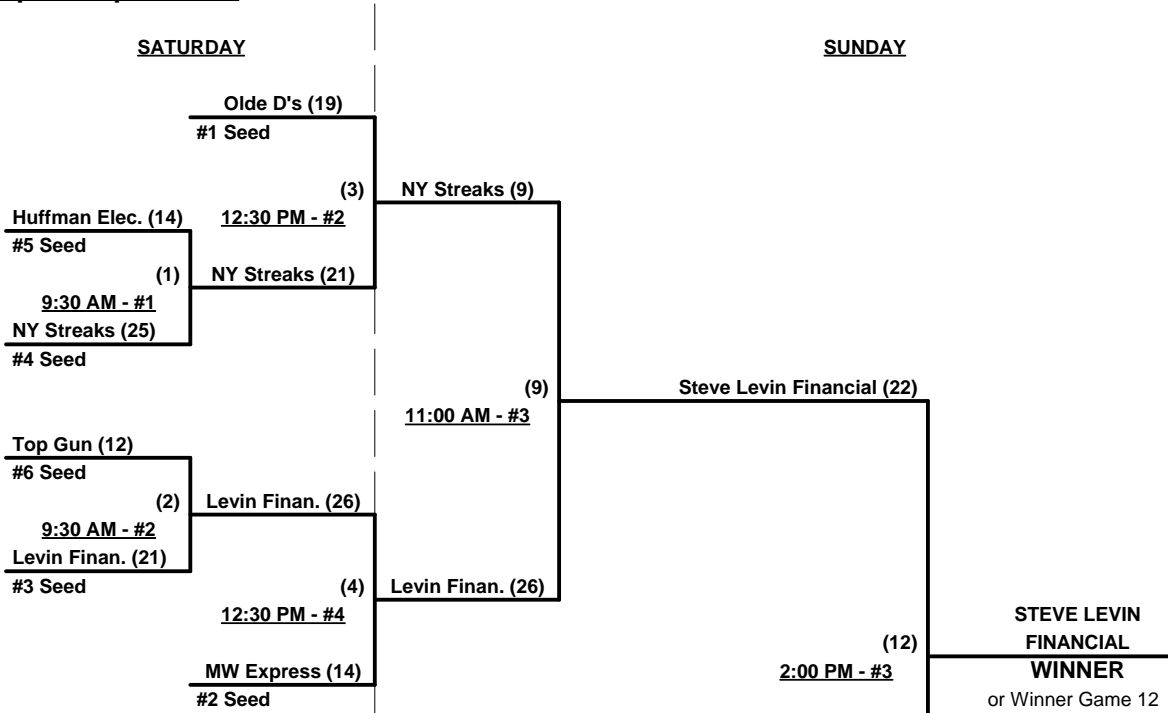 SATURDAY
SUNDAY
Olde D's (19)
#1 Seed
(3)
NY Streaks (9)
Huffman Elec. (14)
12:30 PM - #2
#5 Seed
(1)
NY Streaks (21)
9:30 AM - #1
NY Streaks (25)
#4 Seed
(9)
Steve Levin Financial (22)
11:00 AM - #3
Top Gun (12)
#6 Seed
(2)
Levin Finan. (26)
9:30 AM - #2
Levin Finan. (21)
#3 Seed
(4)
Levin Finan. (26)
12:30 PM - #4
STEVE LEVIN
(12)
FINANCIAL
MW Express (14)
2:00 PM - #3
WINNER
#2 Seed
or Winner Game 12